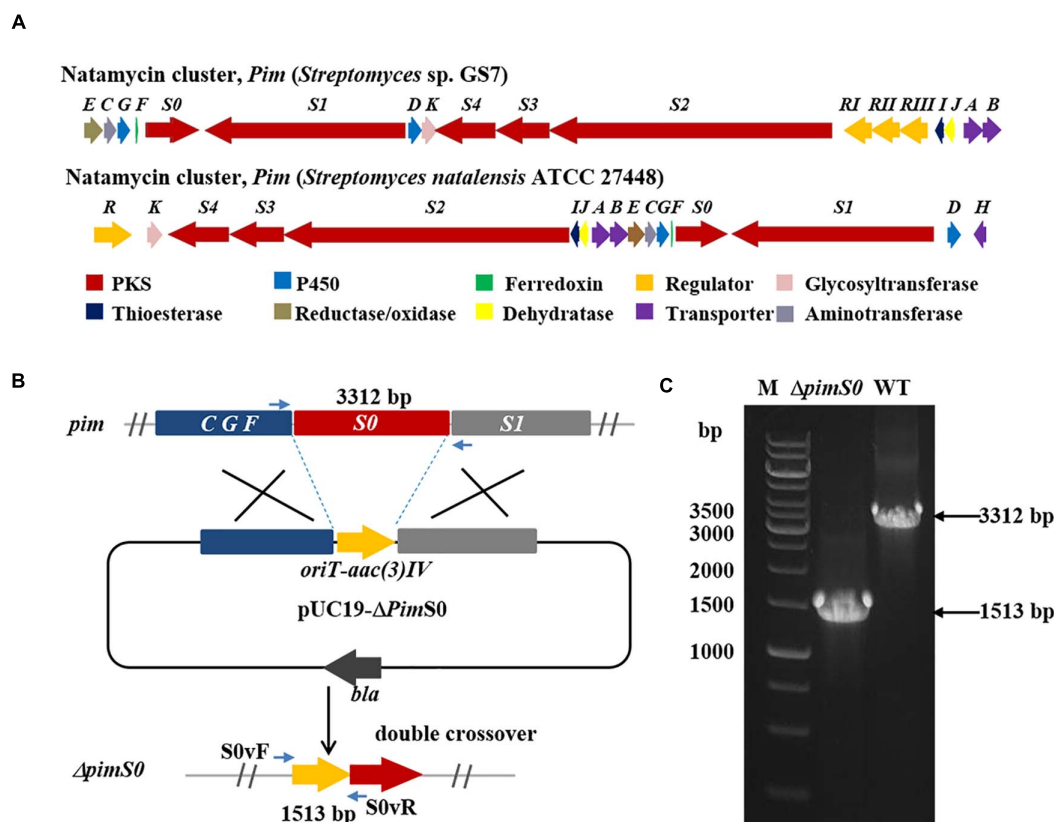 A
Natamycin cluster, Pim (Streptomyces sp. GS7)
E C G F S0 S1 D K S4 S3 S2 RI RII RIII I J A B
Natamycin cluster, Pim (Streptomyces natalensis ATCC 27448)
R K S4 S3 S2 I J A B E C G F S0 S1 D H
PKS P450 Ferredoxin Regulator Glycosyltransferase
Thioesterase Reductase/oxidase Dehydratase Transporter Aminotransferase
B
3312 bp
pim C G F S0 S1
oriT-aac(3)IV
pUC19-ΔPimS0
bla
double crossover
S0vF
ΔpimS0
1513 bp S0vR
C
M ΔpimS0 WT
bp
3500
3000
2000
1500
1000
3312 bp
1513 bp